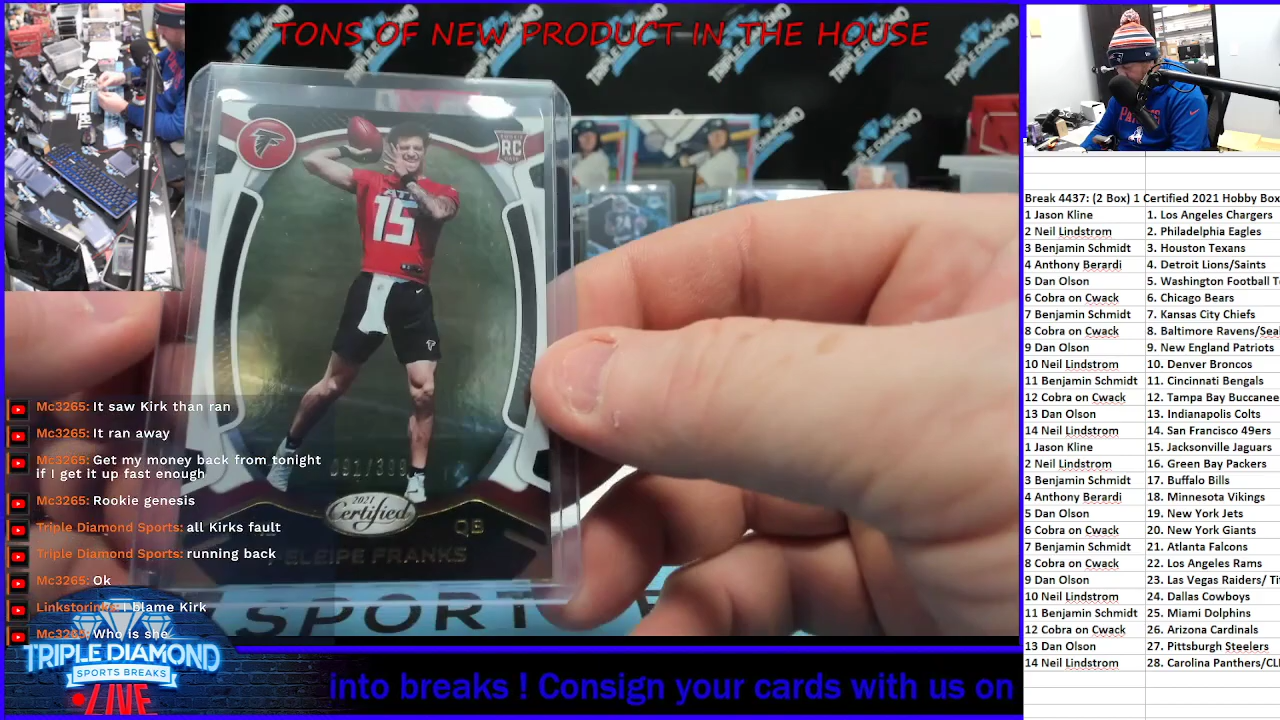 TONS OF NEW PRODUCT IN THE HOUSE
RC
15
2021
Certified
QB
FELEIPE FRANKS
SPORT
Mc3265: It saw Kirk than ran
Mc3265: It ran away
Mc3265: Get my money back from tonight
if I get it up fast enough
Mc3265: Rookie genesis
Triple Diamond Sports: all Kirks fault
Triple Diamond Sports: running back
Mc3265: Ok
Linkstorinks: I blame Kirk
Mc3265: Who is she
TRIPLE DIAMOND
SPORTS BREAKS
LIVE
into breaks ! Consign your cards with us
Break 4437: (2 Box) 1 Certified 2021 Hobby Box
1 Jason Kline 1. Los Angeles Chargers
2 Neil Lindstrom 2. Philadelphia Eagles
3 Benjamin Schmidt 3. Houston Texans
4 Anthony Berardi 4. Detroit Lions/Saints
5 Dan Olson 5. Washington Football T
6 Cobra on Cwack 6. Chicago Bears
7 Benjamin Schmidt 7. Kansas City Chiefs
8 Cobra on Cwack 8. Baltimore Ravens/Sea
9 Dan Olson 9. New England Patriots
10 Neil Lindstrom 10. Denver Broncos
11 Benjamin Schmidt 11. Cincinnati Bengals
12 Cobra on Cwack 12. Tampa Bay Buccanee
13 Dan Olson 13. Indianapolis Colts
14 Neil Lindstrom 14. San Francisco 49ers
1 Jason Kline 15. Jacksonville Jaguars
2 Neil Lindstrom 16. Green Bay Packers
3 Benjamin Schmidt 17. Buffalo Bills
4 Anthony Berardi 18. Minnesota Vikings
5 Dan Olson 19. New York Jets
6 Cobra on Cwack 20. New York Giants
7 Benjamin Schmidt 21. Atlanta Falcons
8 Cobra on Cwack 22. Los Angeles Rams
9 Dan Olson 23. Las Vegas Raiders/ Ti
10 Neil Lindstrom 24. Dallas Cowboys
11 Benjamin Schmidt 25. Miami Dolphins
12 Cobra on Cwack 26. Arizona Cardinals
13 Dan Olson 27. Pittsburgh Steelers
14 Neil Lindstrom 28. Carolina/CL